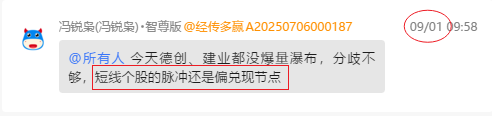 冯锐枭(冯锐枭)·智尊版@经传多赢A20250706000187 09/01 09:58
@所有人 今天德创、建业都没爆量瀑布，分歧不
够，短线个股的脉冲还是偏兑现节点